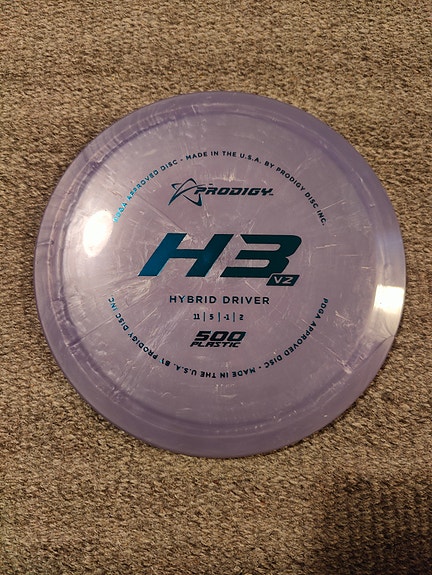 PDGA APPROVED DISC • MADE IN THE U.S.A. BY PRODIGY DISC INC.
PRODIGY™
H3 V2
HYBRID DRIVER
11 | 5 | -1 | 2
500
PLASTIC
PDGA APPROVED DISC • MADE IN THE U.S.A. BY PRODIGY DISC INC.